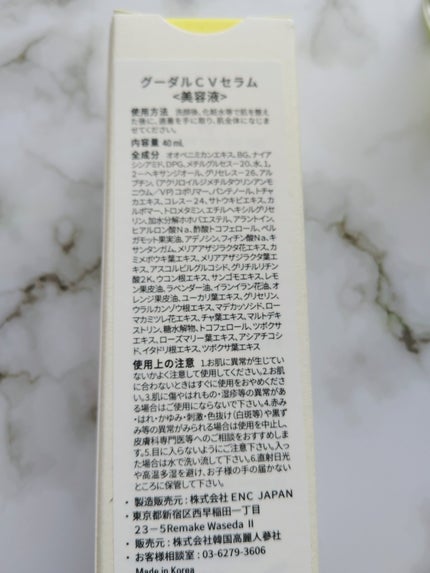 グーダルCVセラム
<美容液>
使用方法 洗顔後、化粧水等で肌を整え
た後に、適量を手に取り、肌全体になじま
せてください。
内容量 40mL
全成分 オオベニミカンエキス、BG、ナイア
シンアミド、DPG、メチルグルセス-20、水、1,
2-ヘキサンジオール、グリセレス-26、アル
ブチン、(アクリロイルジメチルタウリンアンモ
ニウム/VP)コポリマー、パンテノール、トチャ
カエキス、コレス-24、サトウキビエキス、カ
ルボマー、トロメタミン、エチルヘキシルグリセ
リン、加水分解ホホバエステル、アラントイン、
ヒアルロン酸Na、酢酸トコフェロール、ベル
ガモット果実油、アデノシン、フィチン酸Na、キ
サンタンガム、メリアアザジラクタ花エキス、カ
ミメボウキ葉エキス、メリアアザジラクタ葉エ
キス、アスコルビルグルコシド、グリチルリチン
酸2K、ウコン根エキス、サンゴモエキス、レモ
ン果皮油、ラベンダー油、イランイラン花油、オ
レンジ果皮油、ユーカリ葉エキス、グリセリン、
ウラルカンゾウ根エキス、マデカッソシド、ロー
マカミツレ花エキス、チャ葉エキス、マルトデキ
ストリン、糖水解物、トコフェロール、ツボクサ
エキス、ローズマリー葉エキス、アシアチコシ
ド、イタドリ根エキス、ツボクサ葉エキス
使用上の注意 1.お肌に異常が生じてい
ないかよく注意して使用してください。2.お肌
に合わないときはすぐに使用をおやめくださ
い。3.肌に傷やはれもの・湿疹等の異常があ
る場合はご使用にならないで下さい。4.赤み
・はれ・かゆみ・刺激・色抜け(白斑等)や黒ず
み等の異常がみられる場合は使用を中止し、
皮膚科専門医等へのご相談をおすすめしま
す。5.目に入らないようにご注意下さい。入っ
た場合は水で洗い流して下さい。6.直射日光
や高温多湿を避け、お子様の手の届かない
ところに保管して下さい。
・製造販売元:株式会社ENC JAPAN
・東京都新宿区西早稲田一丁目
23-5Remake Waseda II
・販売元:株式会社韓国高麗人蔘社
・お客様相談室:03-6279-3606
Made in Korea